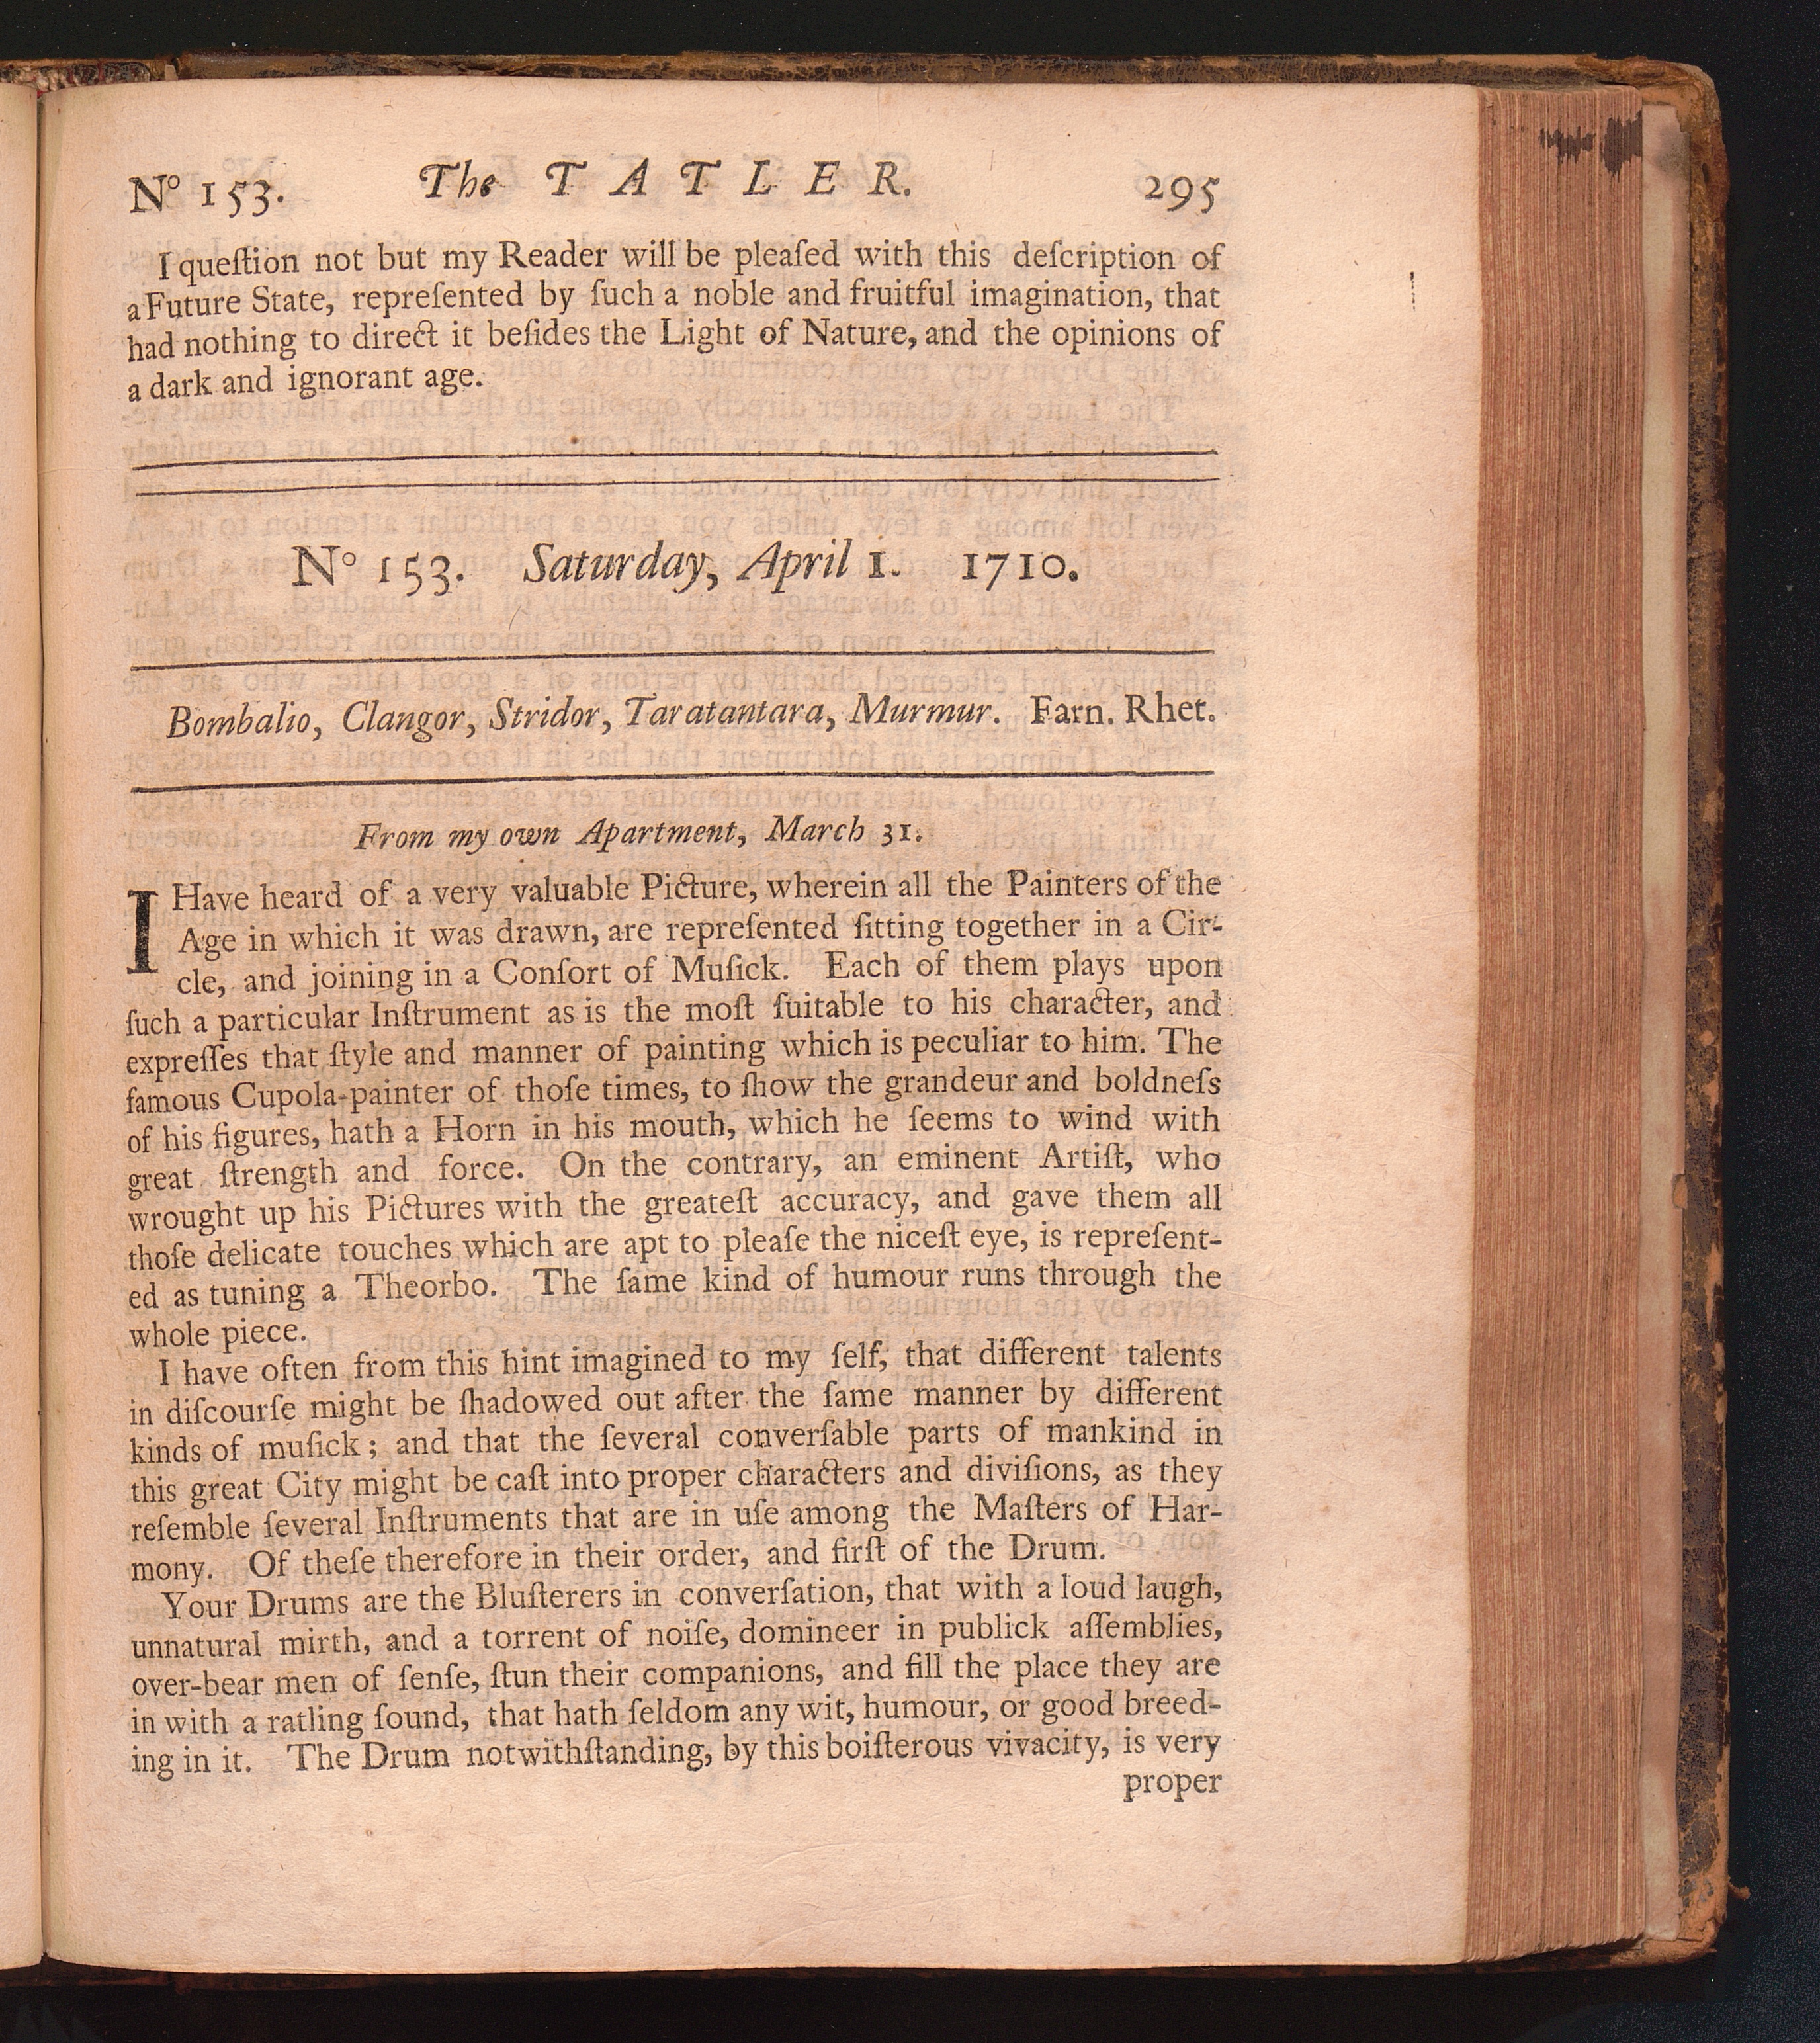 Nº 153. The TATLER. 295
I queſtion not but my Reader will be pleaſed with this deſcription of
a Future State, repreſented by ſuch a noble and fruitful imagination, that
had nothing to direct it beſides the Light of Nature, and the opinions of
a dark and ignorant age.
Nº 153. Saturday, April 1. 1710.
Bombalio, Clangor, Stridor, Taratantara, Murmur. Farn. Rhet.
From my own Apartment, March 31.
I Have heard of a very valuable Picture, wherein all the Painters of the
Age in which it was drawn, are repreſented ſitting together in a Cir-
cle, and joining in a Conſort of Muſick. Each of them plays upon
ſuch a particular Inſtrument as is the moſt ſuitable to his character, and
expreſſes that ſtyle and manner of painting which is peculiar to him. The
famous Cupola-painter of thoſe times, to ſhow the grandeur and boldneſs
of his figures, hath a Horn in his mouth, which he ſeems to wind with
great ſtrength and force. On the contrary, an eminent Artiſt, who
wrought up his Pictures with the greateſt accuracy, and gave them all
thoſe delicate touches which are apt to pleaſe the niceſt eye, is repreſent-
ed as tuning a Theorbo. The ſame kind of humour runs through the
whole piece.
I have often from this hint imagined to my ſelf, that different talents
in diſcourſe might be ſhadowed out after the ſame manner by different
kinds of muſick; and that the ſeveral converſable parts of mankind in
this great City might be caſt into proper characters and diviſions, as they
reſemble ſeveral Inſtruments that are in uſe among the Maſters of Har-
mony. Of theſe therefore in their order, and firſt of the Drum.
Your Drums are the Bluſterers in converſation, that with a loud laugh,
unnatural mirth, and a torrent of noiſe, domineer in publick aſſemblies,
over-bear men of ſenſe, ſtun their companions, and fill the place they are
in with a ratling ſound, that hath ſeldom any wit, humour, or good breed-
ing in it. The Drum notwithſtanding, by this boiſterous vivacity, is very
proper